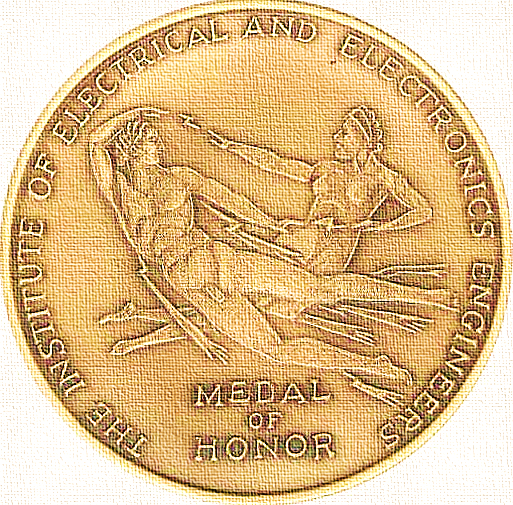 THE INSTITUTE OF ELECTRICAL AND ELECTRONICS ENGINEERS
MEDAL
OF
HONOR